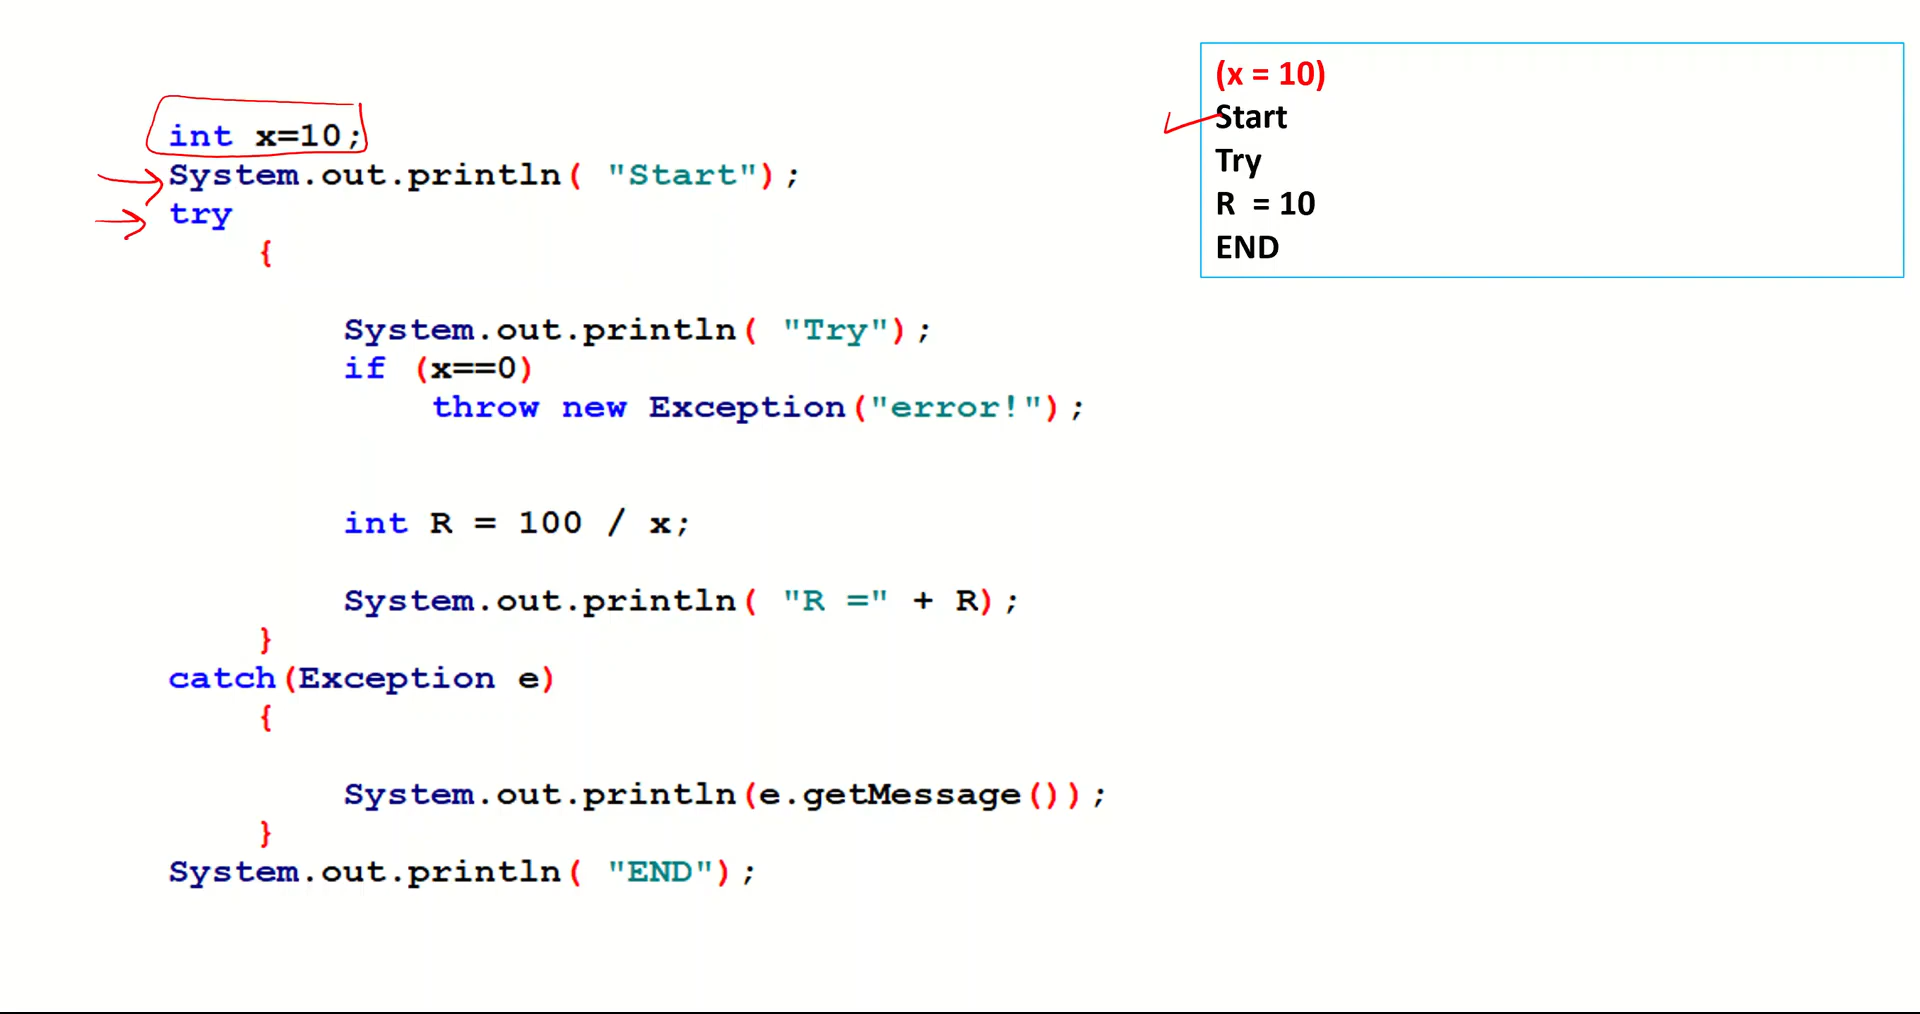 int x=10;
System.out.println( "Start");
try
{
System.out.println( "Try");
if (x==0)
throw new Exception("error!");
int R = 100 / x;
System.out.println( "R =" + R);
}
catch(Exception e)
{
System.out.println(e.getMessage());
}
System.out.println( "END");
(x = 10)
Start
Try
R  = 10
END